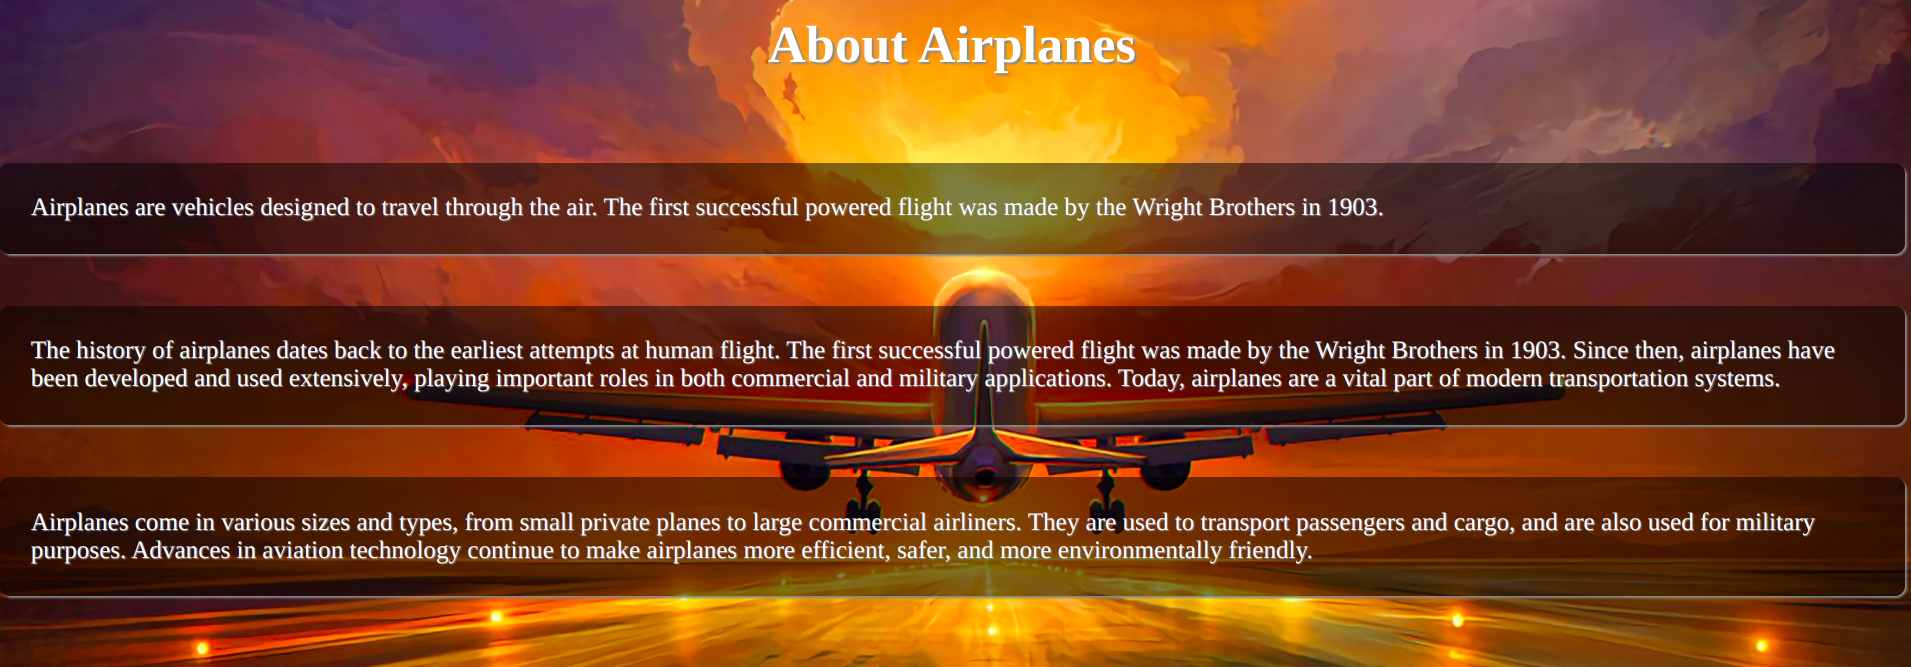 About Airplanes
Airplanes are vehicles designed to travel through the air. The first successful powered flight was made by the Wright Brothers in 1903.
The history of airplanes dates back to the earliest attempts at human flight. The first successful powered flight was made by the Wright Brothers in 1903. Since then, airplanes have
been developed and used extensively, playing important roles in both commercial and military applications. Today, airplanes are a vital part of modern transportation systems.
Airplanes come in various sizes and types, from small private planes to large commercial airliners. They are used to transport passengers and cargo, and are also used for military
purposes. Advances in aviation technology continue to make airplanes more efficient, safer, and more environmentally friendly.